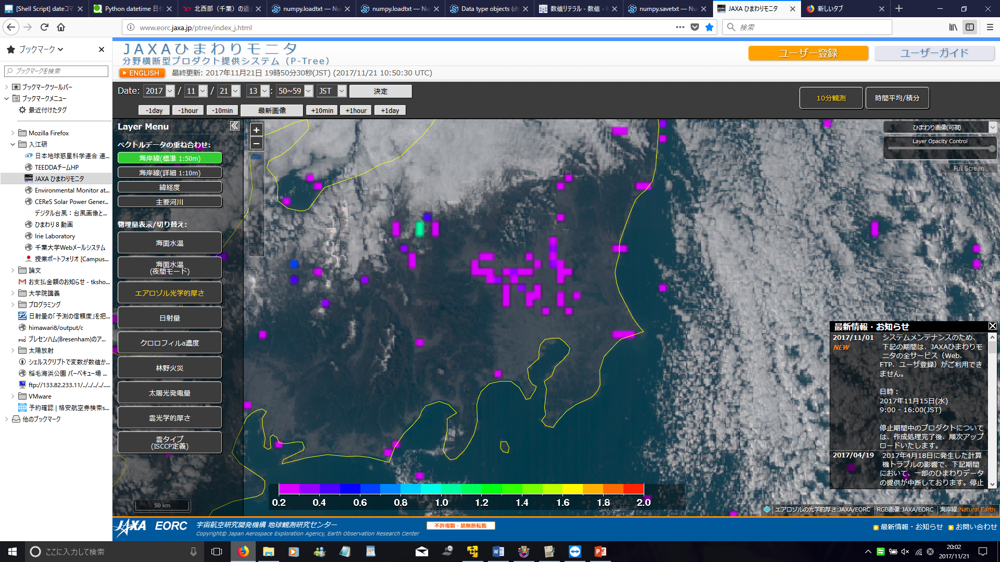 [Shell Script] dateコマ
Python datetime 日付
北西部（千葉）の過去
numpy.loadtxt — Nu
numpy.loadtxt — Nu
Data type objects (dt
数値リテラル - 数値 - P
numpy.savetxt — Nu
JAXA ひまわりモニタ
新しいタブ
www.eorc.jaxa.jp/ptree/index_j.html
検索
ブックマーク
ブックマークを検索
ブックマークツールバー
ブックマークメニュー
最近付けたタグ
Mozilla Firefox
入江研
日本地球惑星科学連合 連...
TEEDDAチームHP
JAXA ひまわりモニタ
Environmental Monitor at...
CEReS Solar Power Gener...
デジタル台風：台風画像と...
ひまわり８動画
Irie Laboratory
千葉大学Webメールシステム
授業ポートフォリオ [Campus...
論文
お支払金額のお知らせ - tksho...
大学院講義
プログラミング
日射量の｢予測の信頼度｣を把...
himawari8/output/c
ブレゼンハム(Bresenham)のア...
太陽放射
シェルスクリプトで変数が数値か...
稲毛海浜公園 バーベキュー場 ...
ftp://133.82.233.11/../../../../.....
VMware
予約確認 | 格安航空券検索s...
他のブックマーク
JAXAひまわりモニタ
分野横断型プロダクト提供システム（P-Tree）
ユーザー登録
ユーザーガイド
ENGLISH
最終更新: 2017年11月21日 19時50分30秒(JST) (2017/11/21 10:50:30 UTC)
Date: 2017 / 11 / 21 13 : 50~59 JST 決定
-1day -1hour -10min 最新画像 +10min +1hour +1day
10分観測
時間平均/積分
Layer Menu
ベクトルデータの重ね合わせ:
海岸線(標準 1:50m)
海岸線(詳細 1:10m)
緯経度
主要河川
物理量表示/切り替え:
海面水温
海面水温
(夜間モード)
エアロゾル光学的厚さ
日射量
クロロフィルa濃度
林野火災
太陽光発電量
雲光学的厚さ
雲タイプ
(ISCCP定義)
+
−
ひまわり画像(可視)
Layer Opacity Control
Full Screen
最新情報・お知らせ
2017/11/01
NEW
システムメンテナンスのため、
下記の期間は、JAXAひまわりモ
ニタの全サービス（Web、
FTP、ユーザ登録）がご利用でき
ません。
日時：
2017年11月15日(水)
9:00 - 16:00(JST)
停止期間中のプロダクトについて
は、作成処理完了後、順次アップ
ロードいたします。
2017/04/19
2017年4月18日に発生した計算
機トラブルの影響で、下記期間
において、一部のひまわりデータ
の提供が中断しております。停止
50 km
0.2 0.4 0.6 0.8 1.0 1.2 1.4 1.6 1.8 2.0
エアロゾルの光学的厚さ:JAXA/EORC
RGB画像:JAXA/EORC
海岸線:Natural Earth
JAXA EORC
宇宙航空研究開発機構 地球観測研究センター
Copyright© Japan Aerospace Exploration Agency, Earth Observation Research Center
不許複製・禁無断転載
最新情報・お知らせ
お問い合わせ
ここに入力して検索
20:02
2017/11/21